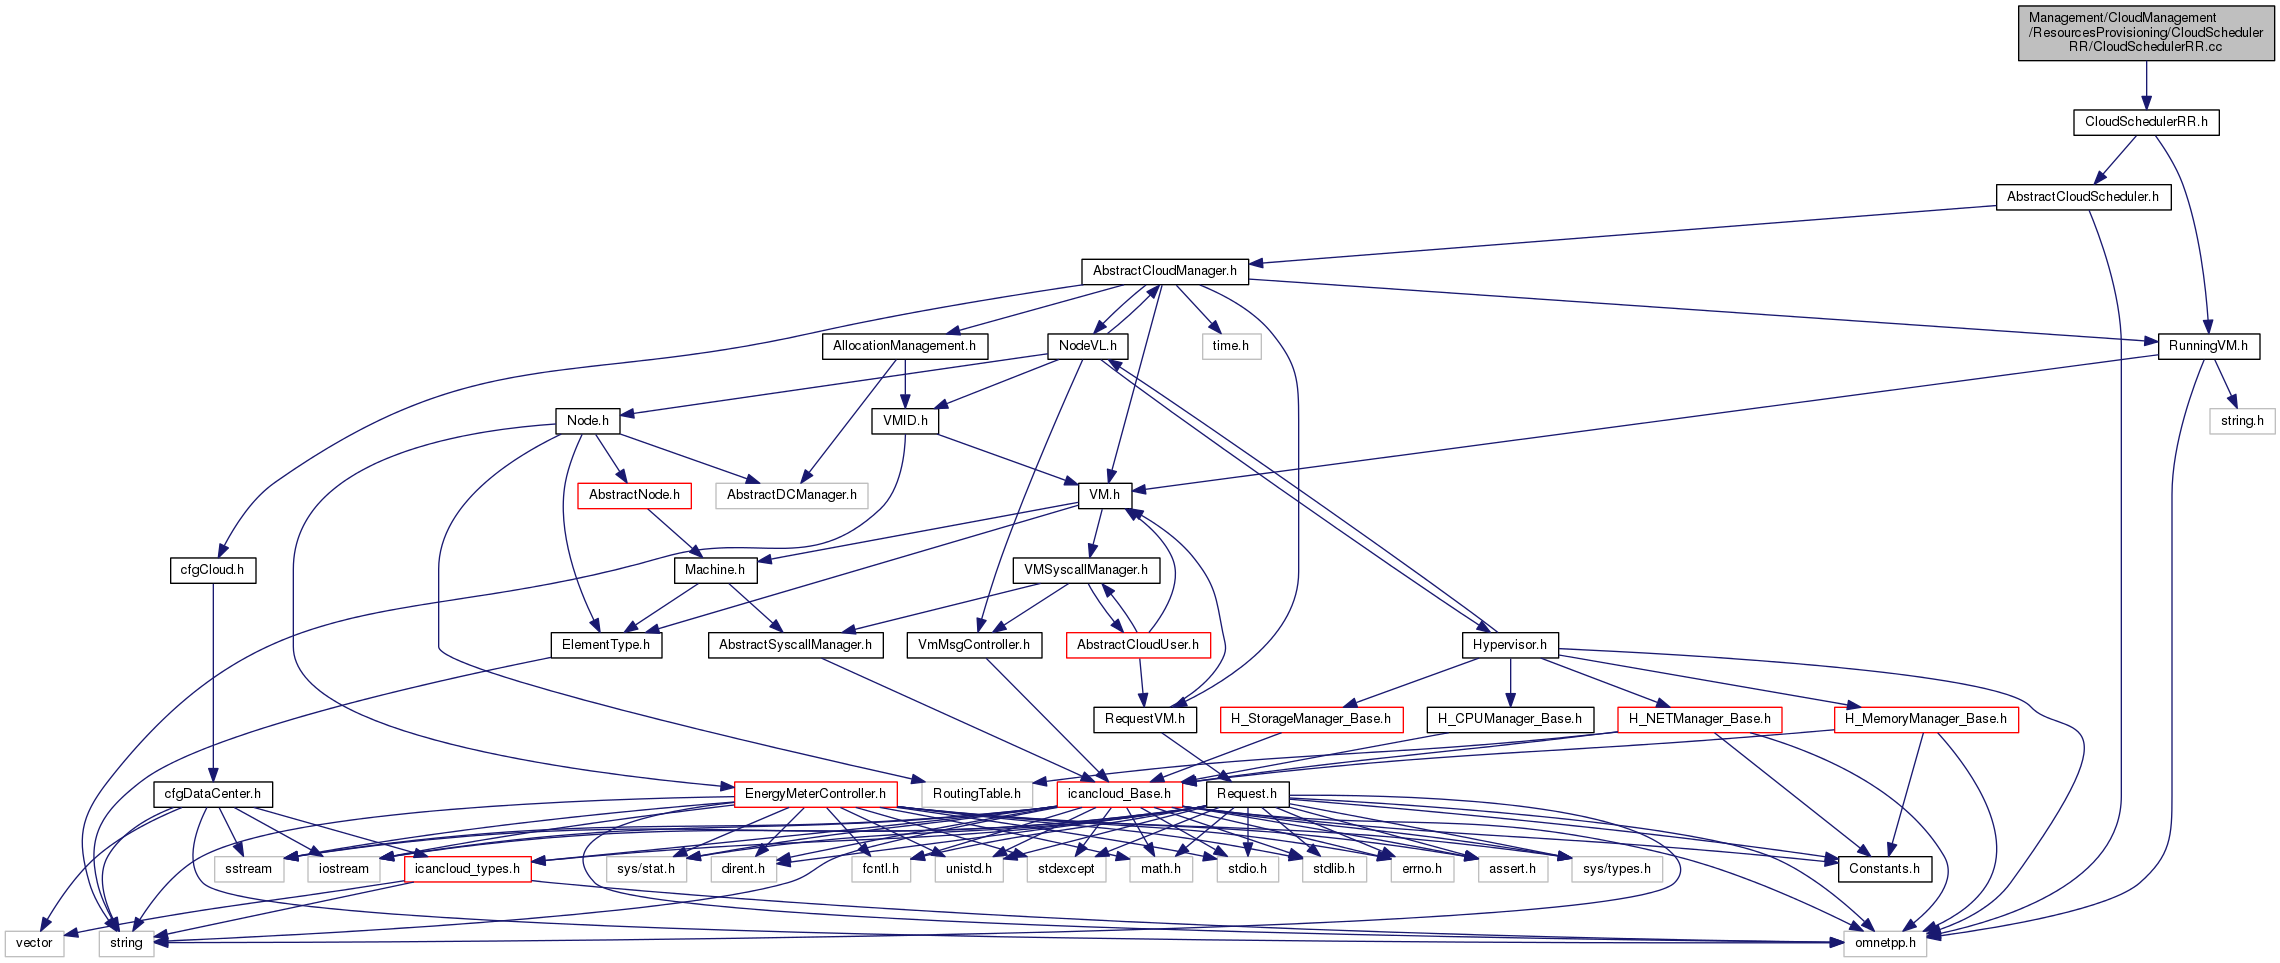 Management/CloudManagement
/ResourcesProvisioning/CloudScheduler
RR/CloudSchedulerRR.cc
CloudSchedulerRR.h
AbstractCloudScheduler.h
AbstractCloudManager.h
AllocationManagement.h
NodeVL.h
time.h
RunningVM.h
Node.h
VMID.h
string.h
AbstractNode.h
AbstractDCManager.h
VM.h
cfgCloud.h
Machine.h
VMSyscallManager.h
ElementType.h
AbstractSyscallManager.h
VmMsgController.h
AbstractCloudUser.h
Hypervisor.h
RequestVM.h
H_StorageManager_Base.h
H_CPUManager_Base.h
H_NETManager_Base.h
H_MemoryManager_Base.h
cfgDataCenter.h
EnergyMeterController.h
RoutingTable.h
icancloud_Base.h
Request.h
sstream
iostream
icancloud_types.h
sys/stat.h
dirent.h
fcntl.h
unistd.h
stdexcept
math.h
stdio.h
stdlib.h
errno.h
assert.h
sys/types.h
Constants.h
vector
string
omnetpp.h